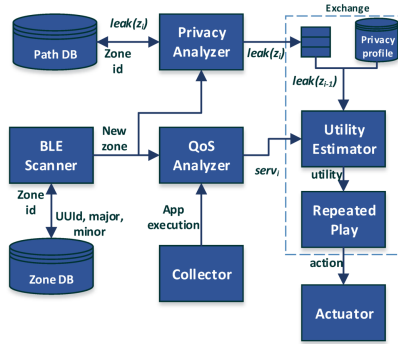 Exchange
Path DB
leak(zᵢ)
Zone
id
Privacy
Analyzer
leak(zᵢ)
Privacy
profile
leak(zᵢ₋₁)
BLE
Scanner
New
zone
QoS
Analyzer
servᵢ
Utility
Estimator
utility
Zone
id
UUId, major,
minor
App
execution
Repeated
Play
Zone DB
Collector
action
Actuator